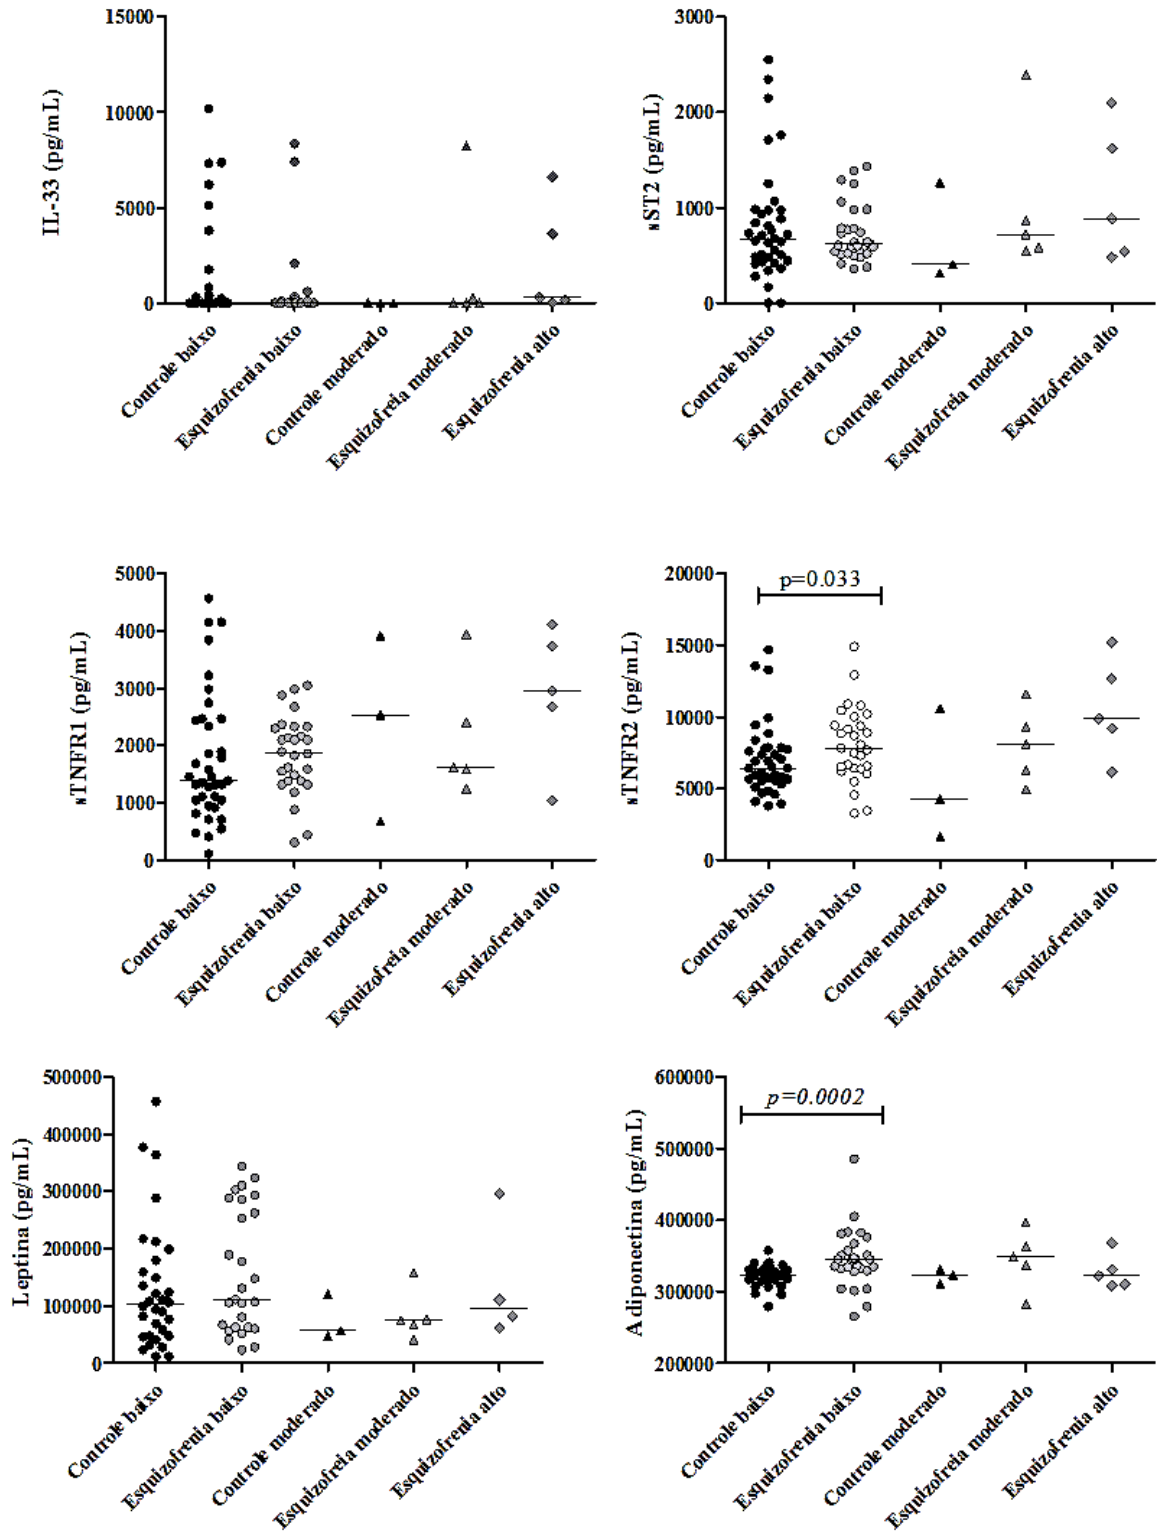 IL-33 (pg/mL)
15000
10000
5000
0
Controle baixo
Esquizofrenia baixo
Controle moderado
Esquizofreia moderado
Esquizofrenia alto
sST2 (pg/mL)
3000
2000
1000
0
Controle baixo
Esquizofrenia baixo
Controle moderado
Esquizofreia moderado
Esquizofrenia alto
sTNFR1 (pg/mL)
5000
4000
3000
2000
1000
0
Controle baixo
Esquizofrenia baixo
Controle moderado
Esquizofreia moderado
Esquizofrenia alto
sTNFR2 (pg/mL)
20000
15000
10000
5000
0
p=0.033
Controle baixo
Esquizofrenia baixo
Controle moderado
Esquizofreia moderado
Esquizofrenia alto
Leptina (pg/mL)
500000
400000
300000
200000
100000
0
Controle baixo
Esquizofrenia baixo
Controle moderado
Esquizofreia moderado
Esquizofrenia alto
Adiponectina (pg/mL)
600000
500000
400000
300000
200000
p=0.0002
Controle baixo
Esquizofrenia baixo
Controle moderado
Esquizofreia moderado
Esquizofrenia alto